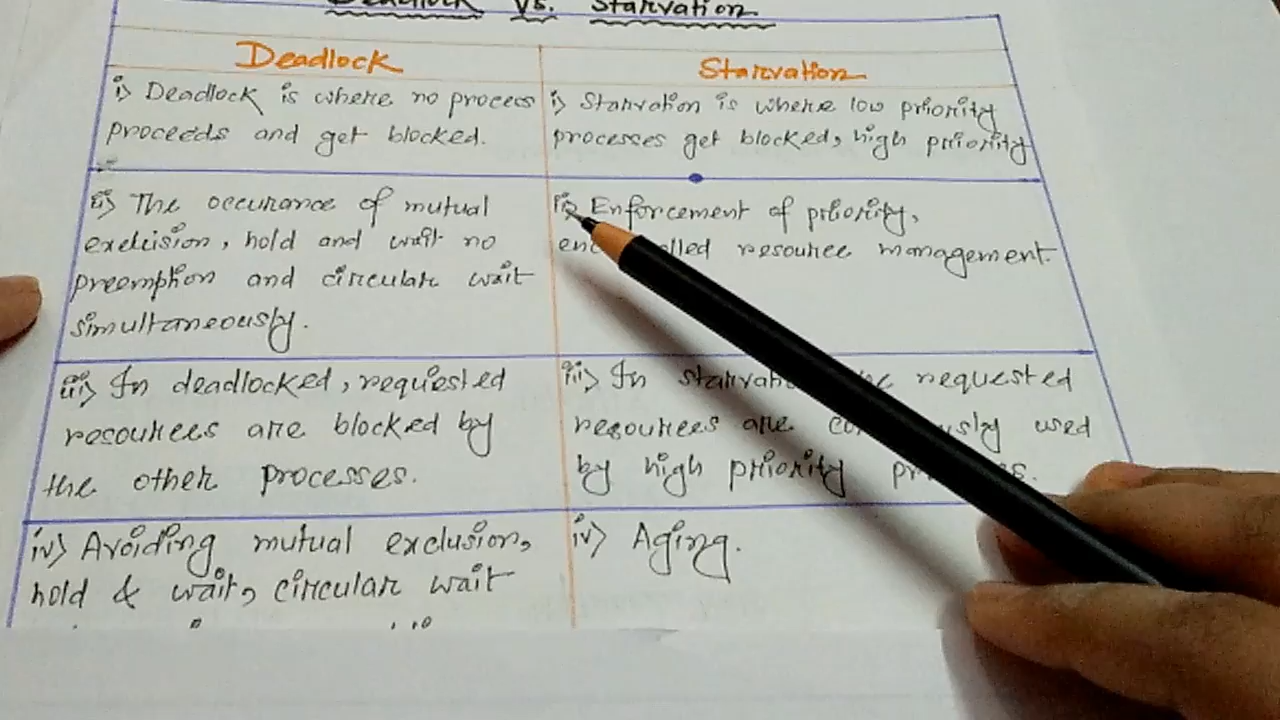 Deadlock Vs. Starvation
Deadlock
Starvation
i) Deadlock is where no process
proceeds and get blocked.
i) Starvation is where low priority
processes get blocked, high priority
ii) The occurance of mutual
exclusion, hold and wait no
preemption and circular wait
simultaneously.
ii) Enforcement of priority,
resource management.
iii) In deadlocked, requested
resources are blocked by
the other processes.
iii) In requested
resources are used
by high priority
iv) Avoiding mutual exclusion,
hold & wait, circular wait
iv) Aging.